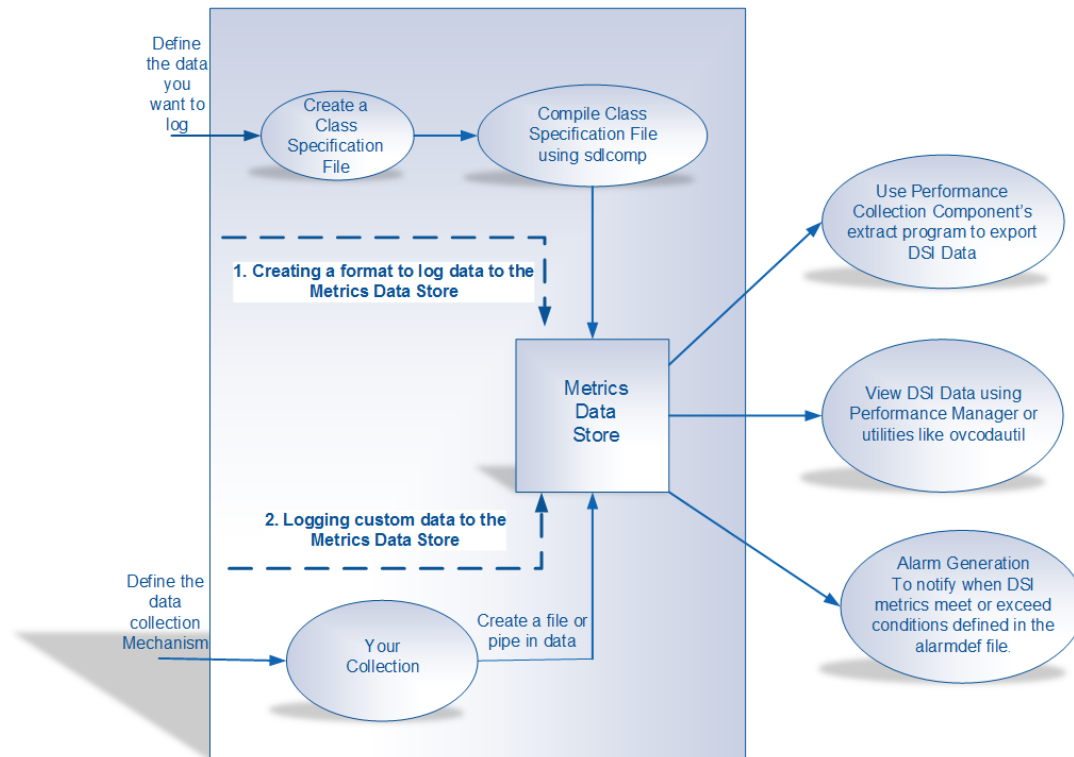 Define
the data
you
want to
log
Create a
Class
Specification
File
Compile Class
Specification File
using sdlcomp
Use Performance
Collection Component's
extract program to export
DSI Data
1. Creating a format to log data to the
Metrics Data Store
Metrics
Data
Store
View DSI Data using
Performance Manager or
utilities like ovcodautil
2. Logging custom data to the
Metrics Data Store
Define the
data
collection
Mechanism
Your
Collection
Create a file or
pipe in data
Alarm Generation
To notify when DSI
metrics meet or exceed
conditions defined in the
alarmdef file.